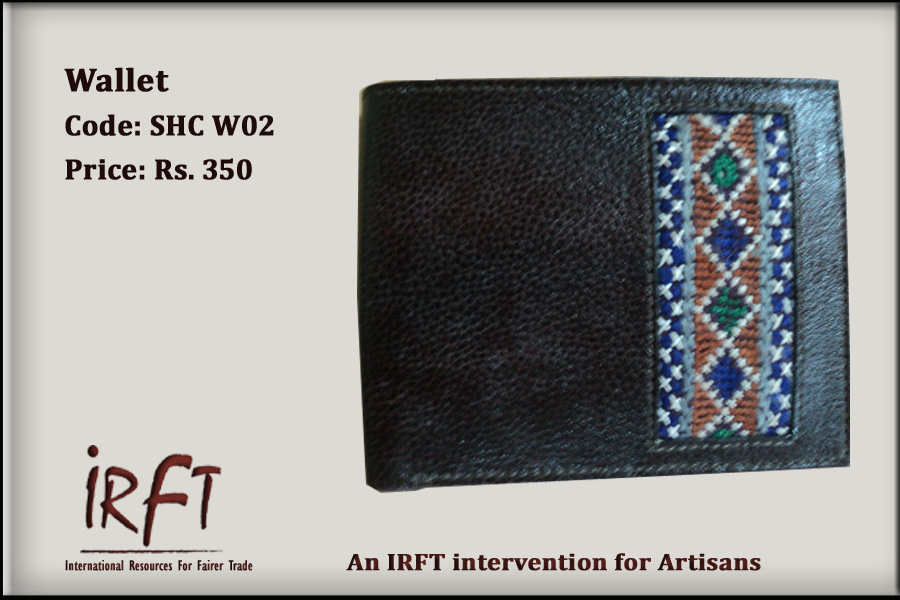 Wallet
Code: SHC W02
Price: Rs. 350
iRFT
International Resources For Fairer Trade
An IRFT intervention for Artisans